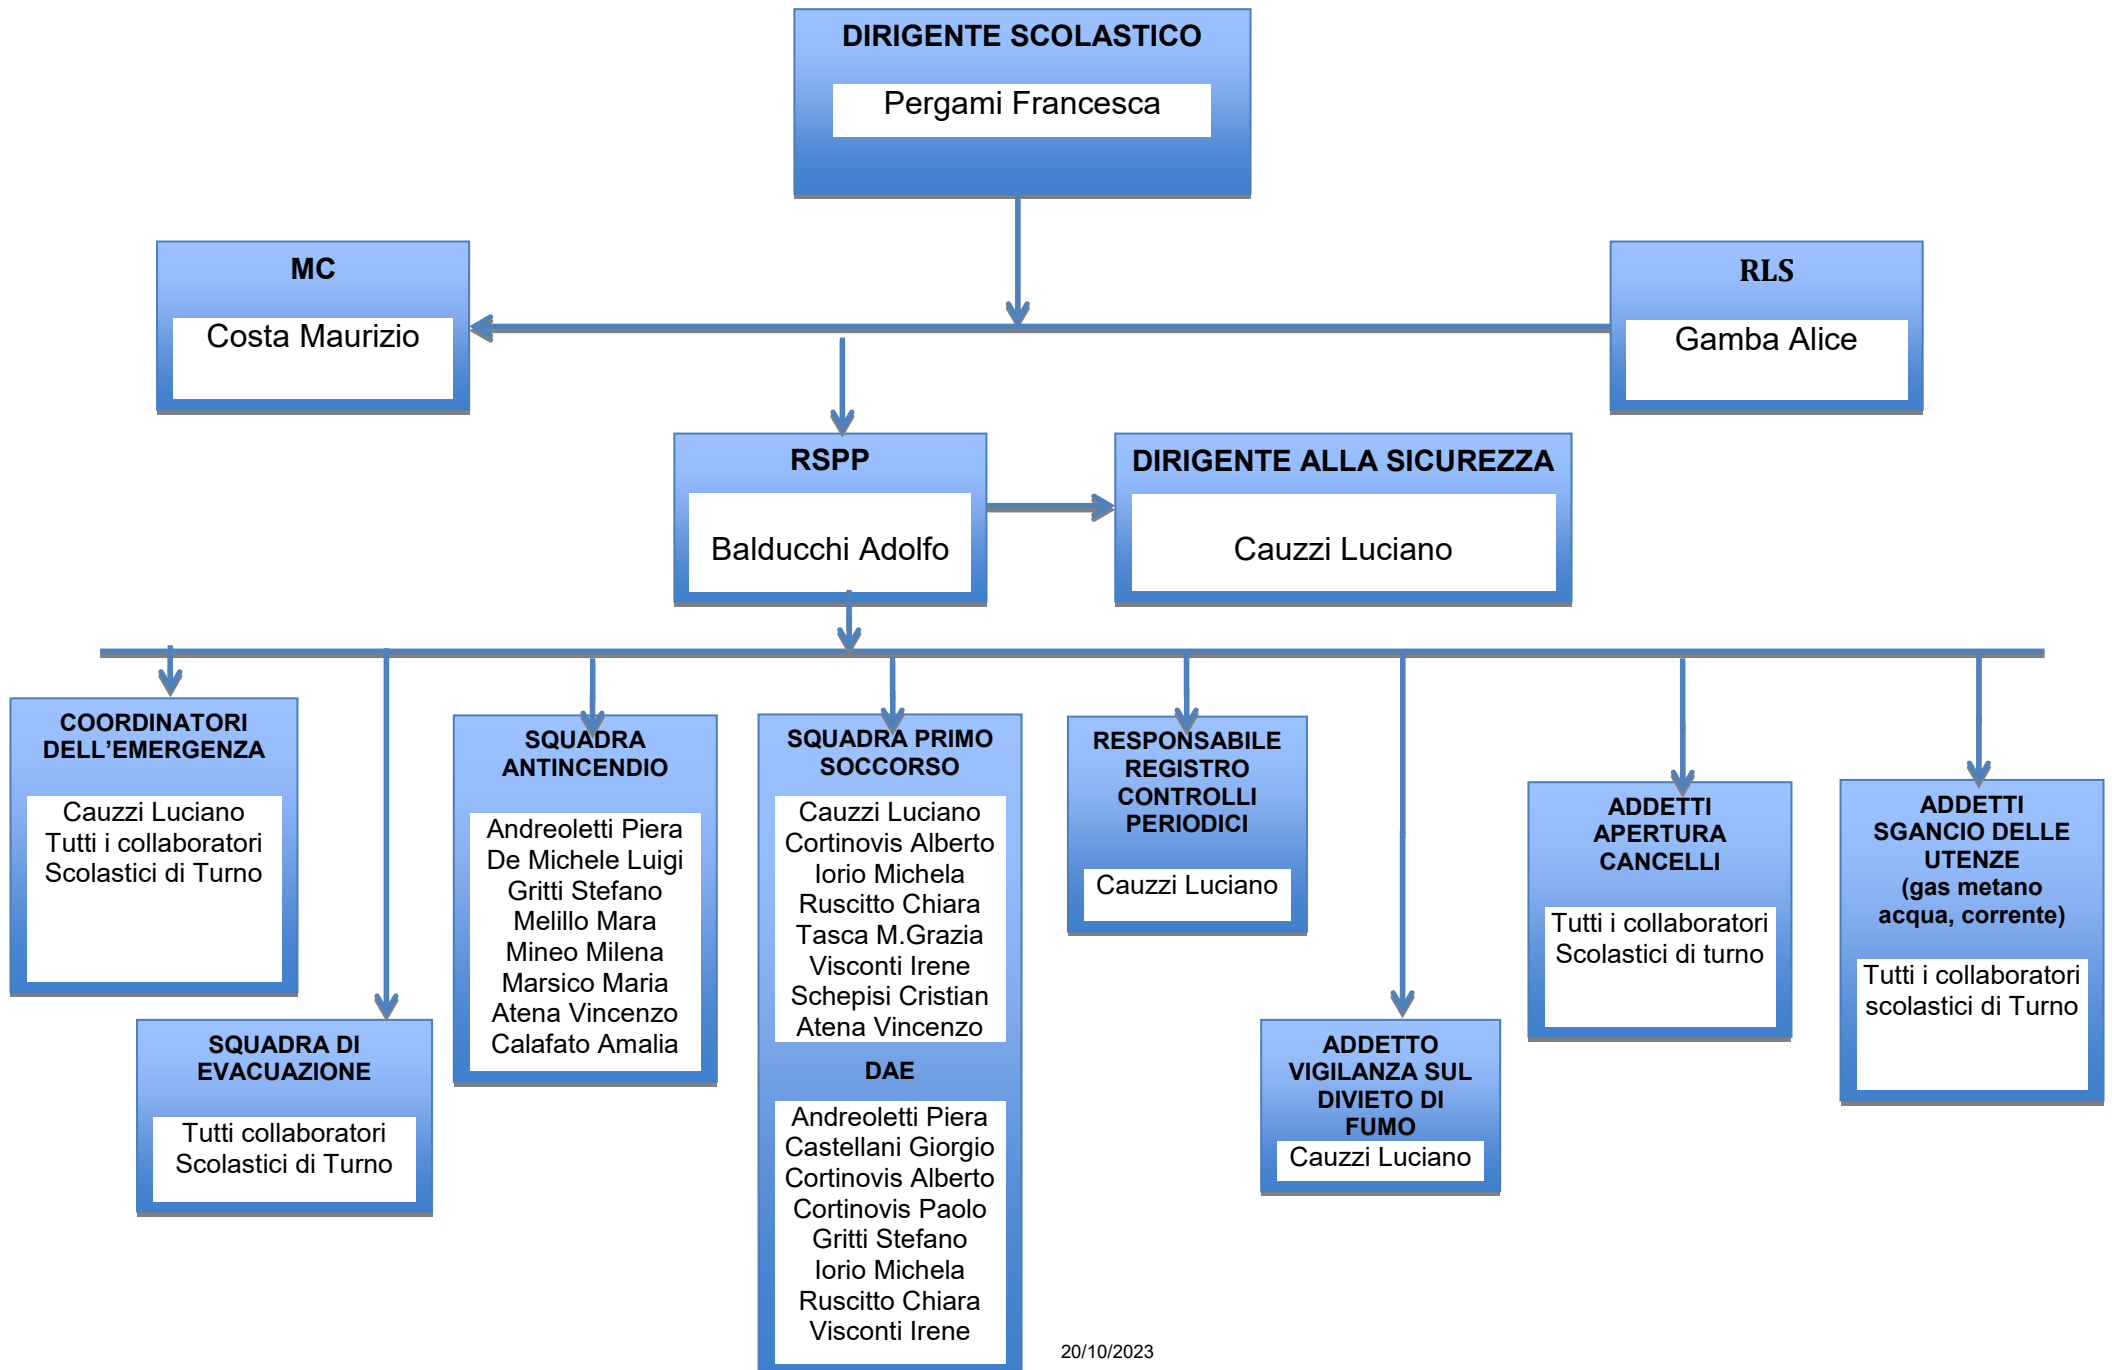 DIRIGENTE SCOLASTICO
Pergami Francesca
MC
Costa Maurizio
RLS
Gamba Alice
RSPP
Balducchi Adolfo
DIRIGENTE ALLA SICUREZZA
Cauzzi Luciano
COORDINATORI
DELL’EMERGENZA
Cauzzi Luciano
Tutti i collaboratori
Scolastici di Turno
SQUADRA DI
EVACUAZIONE
Tutti collaboratori
Scolastici di Turno
SQUADRA
ANTINCENDIO
Andreoletti Piera
De Michele Luigi
Gritti Stefano
Melillo Mara
Mineo Milena
Marsico Maria
Atena Vincenzo
Calafato Amalia
SQUADRA PRIMO
SOCCORSO
Cauzzi Luciano
Cortinovis Alberto
Iorio Michela
Ruscitto Chiara
Tasca M.Grazia
Visconti Irene
Schepisi Cristian
Atena Vincenzo
DAE
Andreoletti Piera
Castellani Giorgio
Cortinovis Alberto
Cortinovis Paolo
Gritti Stefano
Iorio Michela
Ruscitto Chiara
Visconti Irene
RESPONSABILE
REGISTRO
CONTROLLI
PERIODICI
Cauzzi Luciano
ADDETTO
VIGILANZA SUL
DIVIETO DI
FUMO
Cauzzi Luciano
ADDETTI
APERTURA
CANCELLI
Tutti i collaboratori
Scolastici di turno
ADDETTI
SGANCIO DELLE
UTENZE
(gas metano
acqua, corrente)
Tutti i collaboratori
scolastici di Turno
20/10/2023